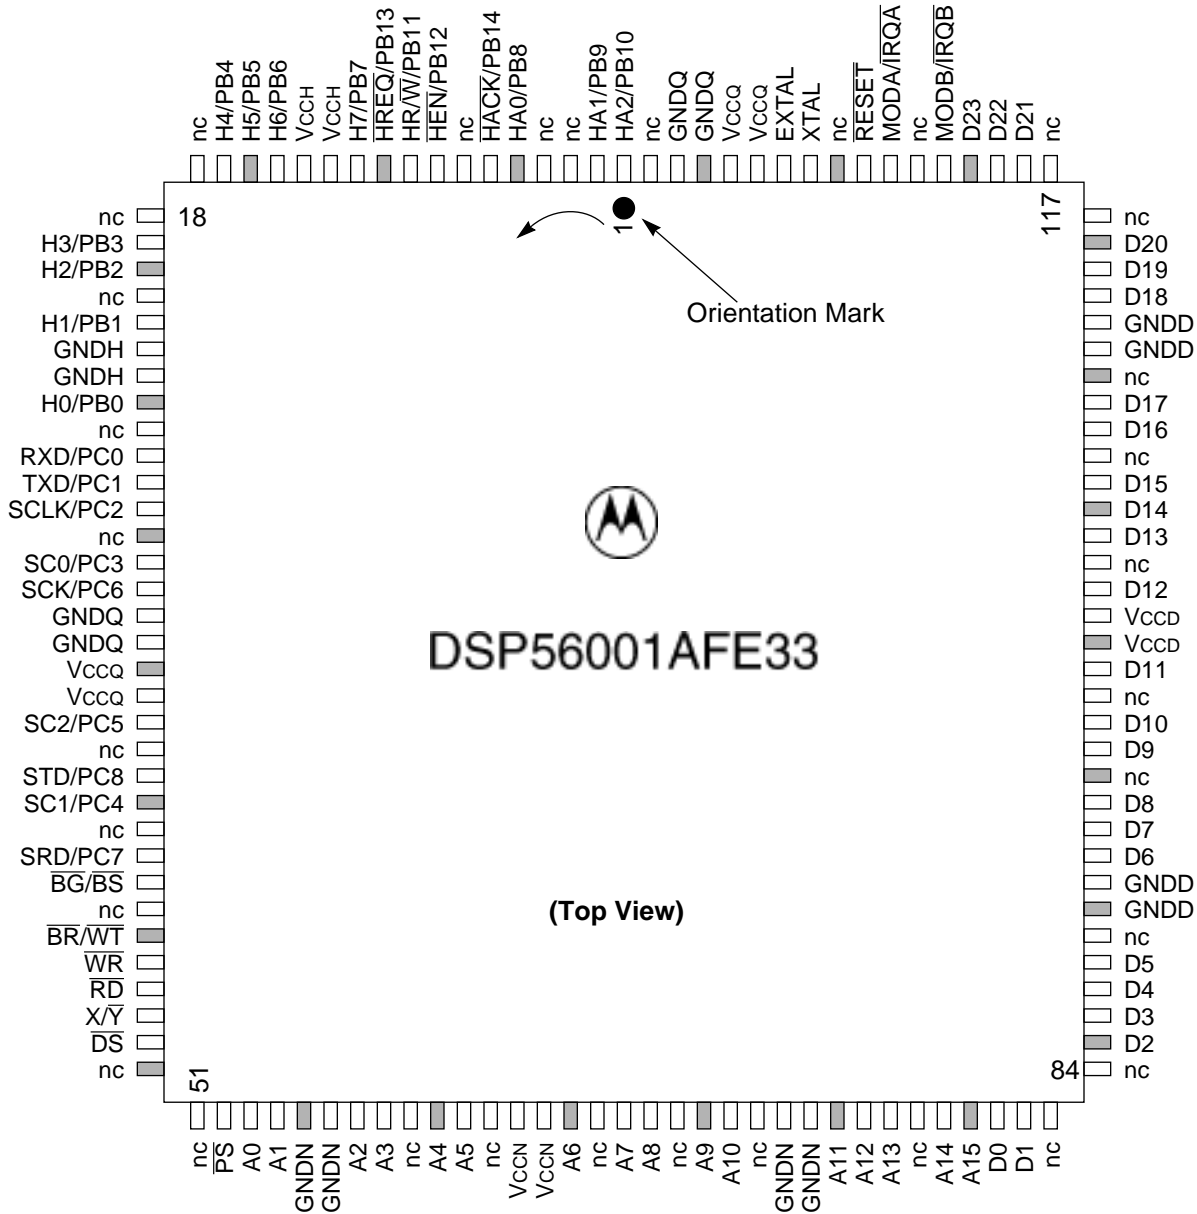 nc
H4/PB4
H5/PB5
H6/PB6
VCCH
VCCH
H7/PB7
HREQ/PB13
HR/W/PB11
HEN/PB12
nc
HACK/PB14
HA0/PB8
nc
nc
HA1/PB9
HA2/PB10
nc
GNDQ
GNDQ
VCCQ
VCCQ
EXTAL
XTAL
nc
RESET
MODA/IRQA
nc
MODB/IRQB
D23
D22
D21
nc
18
1
117
Orientation Mark
nc
H3/PB3
H2/PB2
nc
H1/PB1
GNDH
GNDH
H0/PB0
nc
RXD/PC0
TXD/PC1
SCLK/PC2
nc
SC0/PC3
SCK/PC6
GNDQ
GNDQ
VCCQ
VCCQ
SC2/PC5
nc
STD/PC8
SC1/PC4
nc
SRD/PC7
BG/BS
nc
BR/WT
WR
RD
X/Y
DS
nc
DSP56001AFE33
(Top View)
nc
D20
D19
D18
GNDD
GNDD
nc
D17
D16
nc
D15
D14
D13
nc
D12
VCCD
VCCD
D11
nc
D10
D9
nc
D8
D7
D6
GNDD
GNDD
nc
D5
D4
D3
D2
nc
51
84
nc
PS
A0
A1
GNDN
GNDN
A2
A3
nc
A4
A5
nc
VCCN
VCCN
A6
nc
A7
A8
nc
A9
A10
nc
GNDN
GNDN
A11
A12
A13
nc
A14
A15
D0
D1
nc